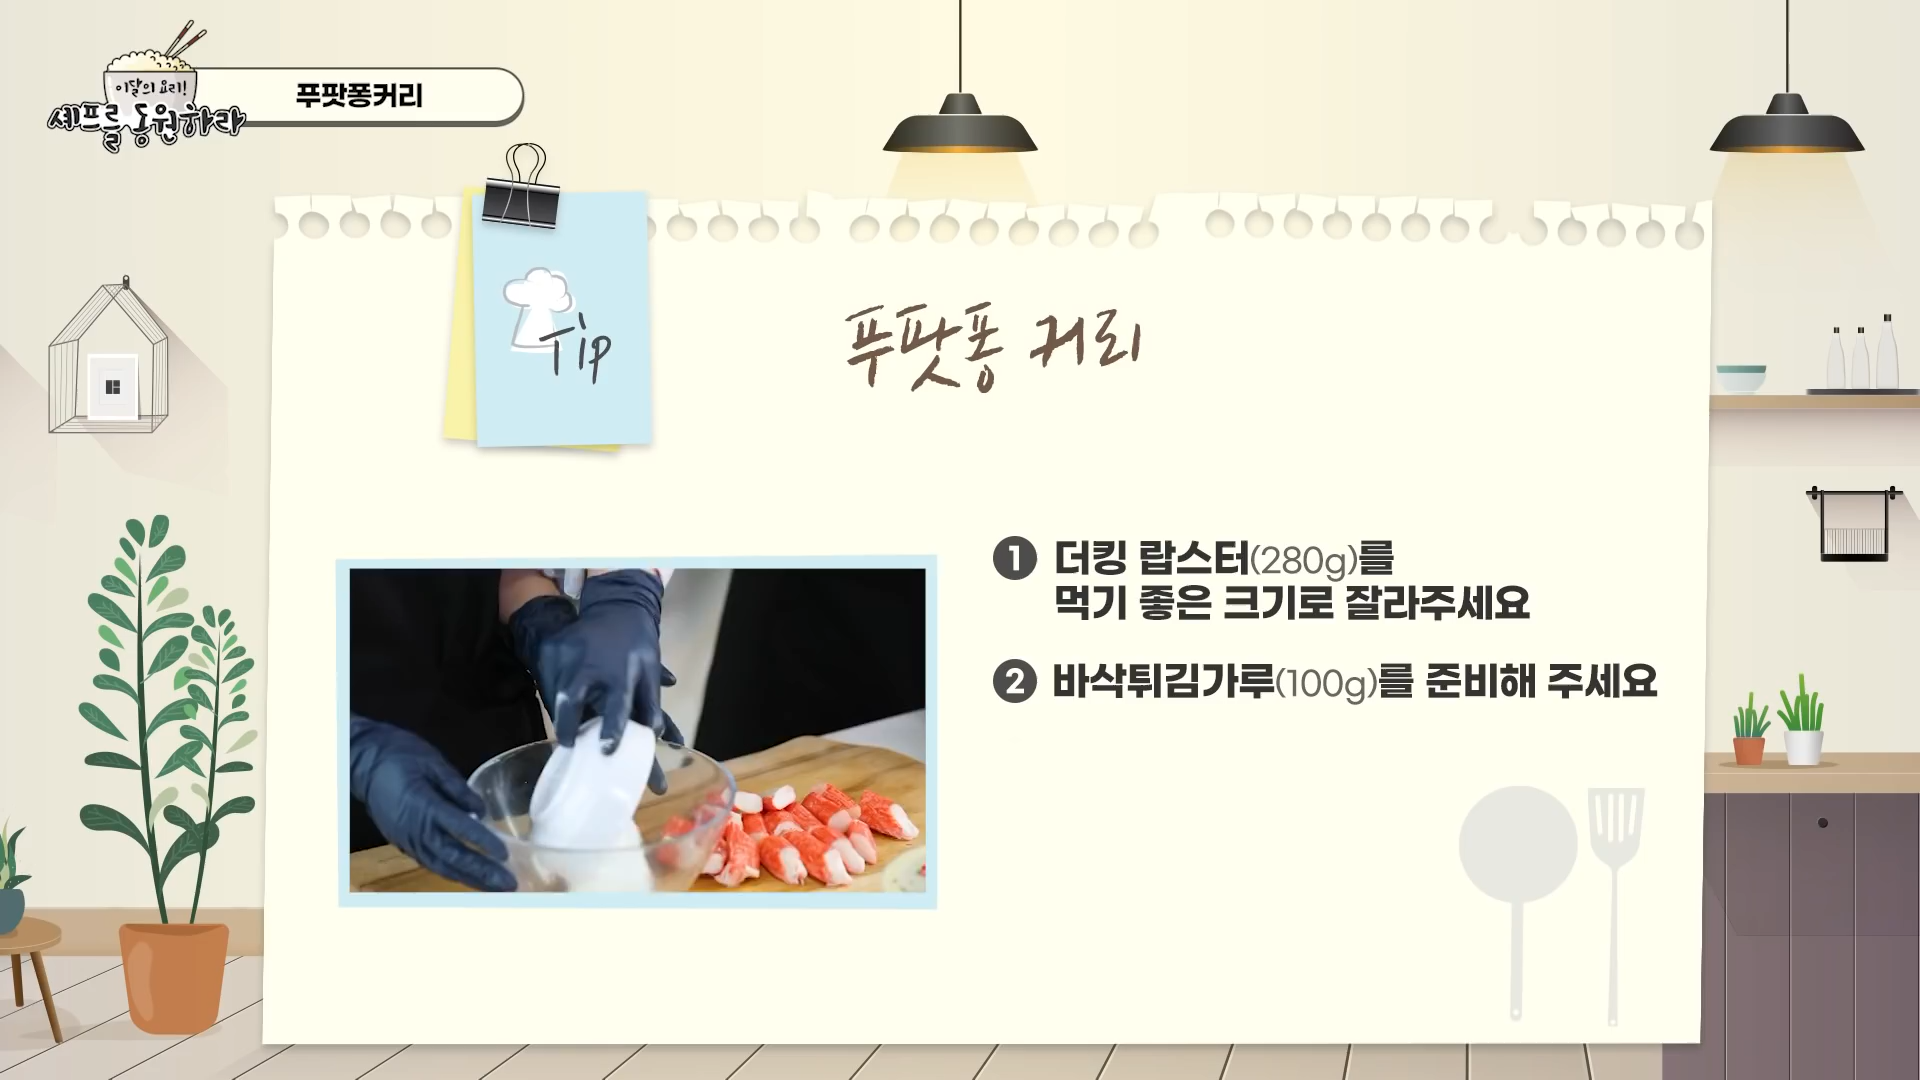 이달의 요리!
셰프를 동원하라
푸팟퐁커리
Tip
푸팟퐁 커리
1 더킹 랍스터(280g)를
먹기 좋은 크기로 잘라주세요
2 바삭튀김가루(100g)를 준비해 주세요